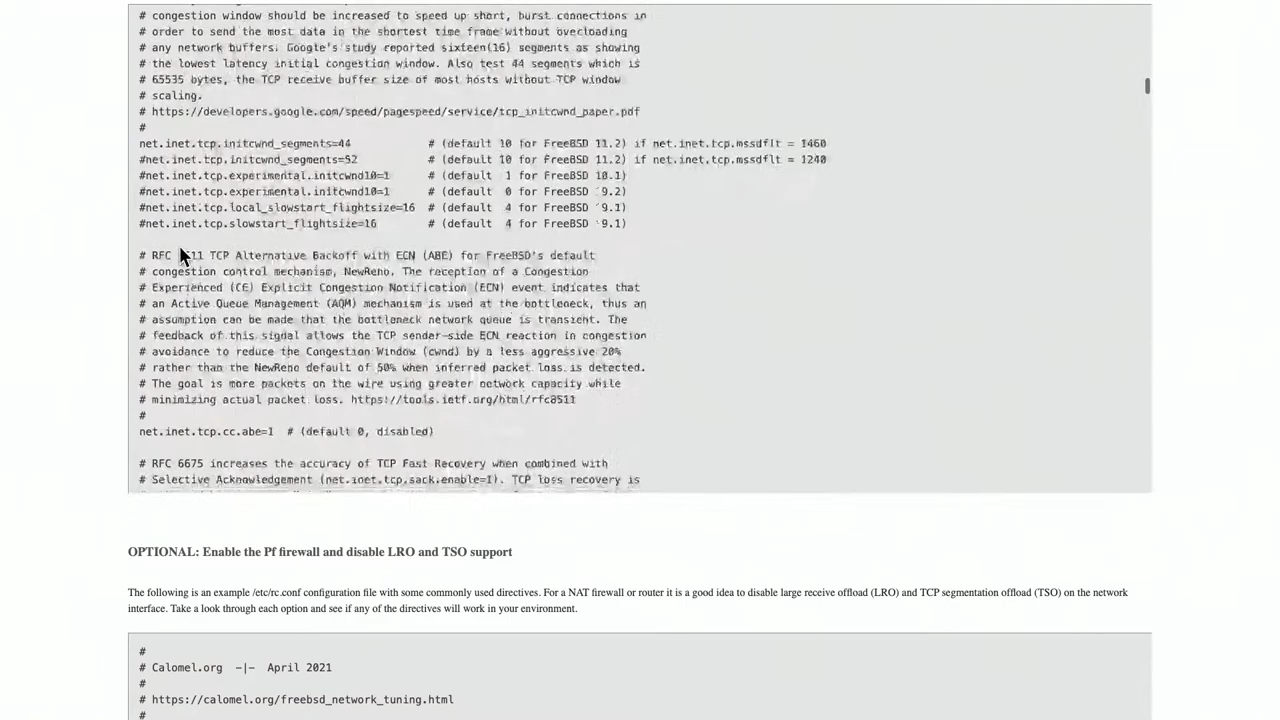 # congestion window should be increased to speed up short, burst connections in
# order to send the most data in the shortest time frame without overloading
# any network buffers. Google's study reported sixteen(16) segments as showing
# the lowest latency initial congestion window. Also test 44 segments which is
# 65535 bytes, the TCP receive buffer size of most hosts without TCP window
# scaling.
# https://developers.google.com/speed/pagespeed/service/tcp_initcwnd_paper.pdf
#
net.inet.tcp.initcwnd_segments=44            # (default 10 for FreeBSD 11.2) if net.inet.tcp.mssdflt = 1460
#net.inet.tcp.initcwnd_segments=52           # (default 10 for FreeBSD 11.2) if net.inet.tcp.mssdflt = 1240
#net.inet.tcp.experimental.initcwnd10=1      # (default  1 for FreeBSD 10.1)
#net.inet.tcp.experimental.initcwnd10=1      # (default  0 for FreeBSD  9.2)
#net.inet.tcp.local_slowstart_flightsize=16  # (default  4 for FreeBSD  9.1)
#net.inet.tcp.slowstart_flightsize=16        # (default  4 for FreeBSD  9.1)
# RFC 11 TCP Alternative Backoff with ECN (ABE) for FreeBSD's default
# congestion control mechanism, NewReno. The reception of a Congestion
# Experienced (CE) Explicit Congestion Notification (ECN) event indicates that
# an Active Queue Management (AQM) mechanism is used at the bottleneck, thus an
# assumption can be made that the bottleneck network queue is transient. The
# feedback of this signal allows the TCP sender-side ECN reaction in congestion
# avoidance to reduce the Congestion Window (cwnd) by a less aggressive 20%
# rather than the NewReno default of 50% when inferred packet loss is detected.
# The goal is more packets on the wire using greater network capacity while
# minimizing actual packet loss. https://tools.ietf.org/html/rfc8511
#
net.inet.tcp.cc.abe=1  # (default 0, disabled)
# RFC 6675 increases the accuracy of TCP Fast Recovery when combined with
# Selective Acknowledgement (net.inet.tcp.sack.enable=1). TCP loss recovery is
OPTIONAL: Enable the Pf firewall and disable LRO and TSO support
The following is an example /etc/rc.conf configuration file with some commonly used directives. For a NAT firewall or router it is a good idea to disable large receive offload (LRO) and TCP segmentation offload (TSO) on the network
interface. Take a look through each option and see if any of the directives will work in your environment.
#
# Calomel.org  -|-  April 2021
#
# https://calomel.org/freebsd_network_tuning.html
#